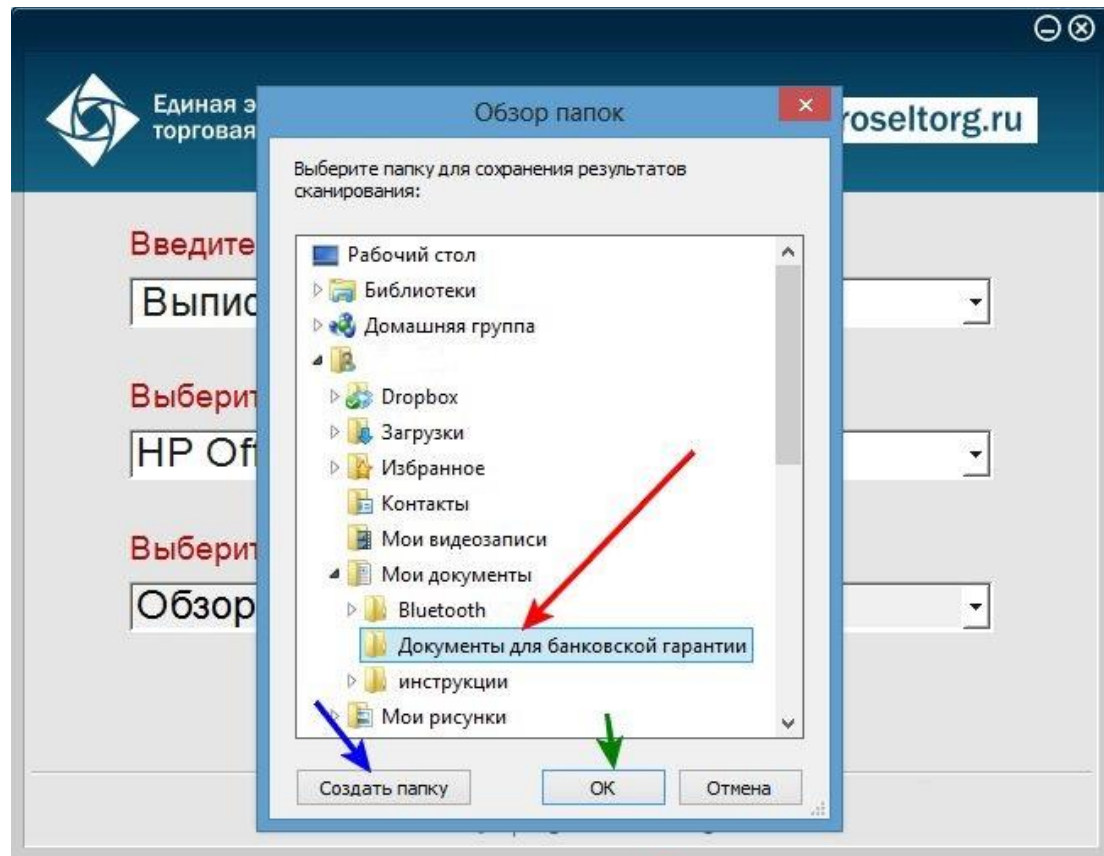 Единая э
торговая
roseltorg.ru
Обзор папок
Выберите папку для сохранения результатов
сканирования:
Введите
Выпис
Выберит
HP Off
Выберит
Обзор
Рабочий стол
Библиотеки
Домашняя группа
Dropbox
Загрузки
Избранное
Контакты
Мои видеозаписи
Мои документы
Bluetooth
Документы для банковской гарантии
инструкции
Мои рисунки
Создать папку
ОК
Отмена